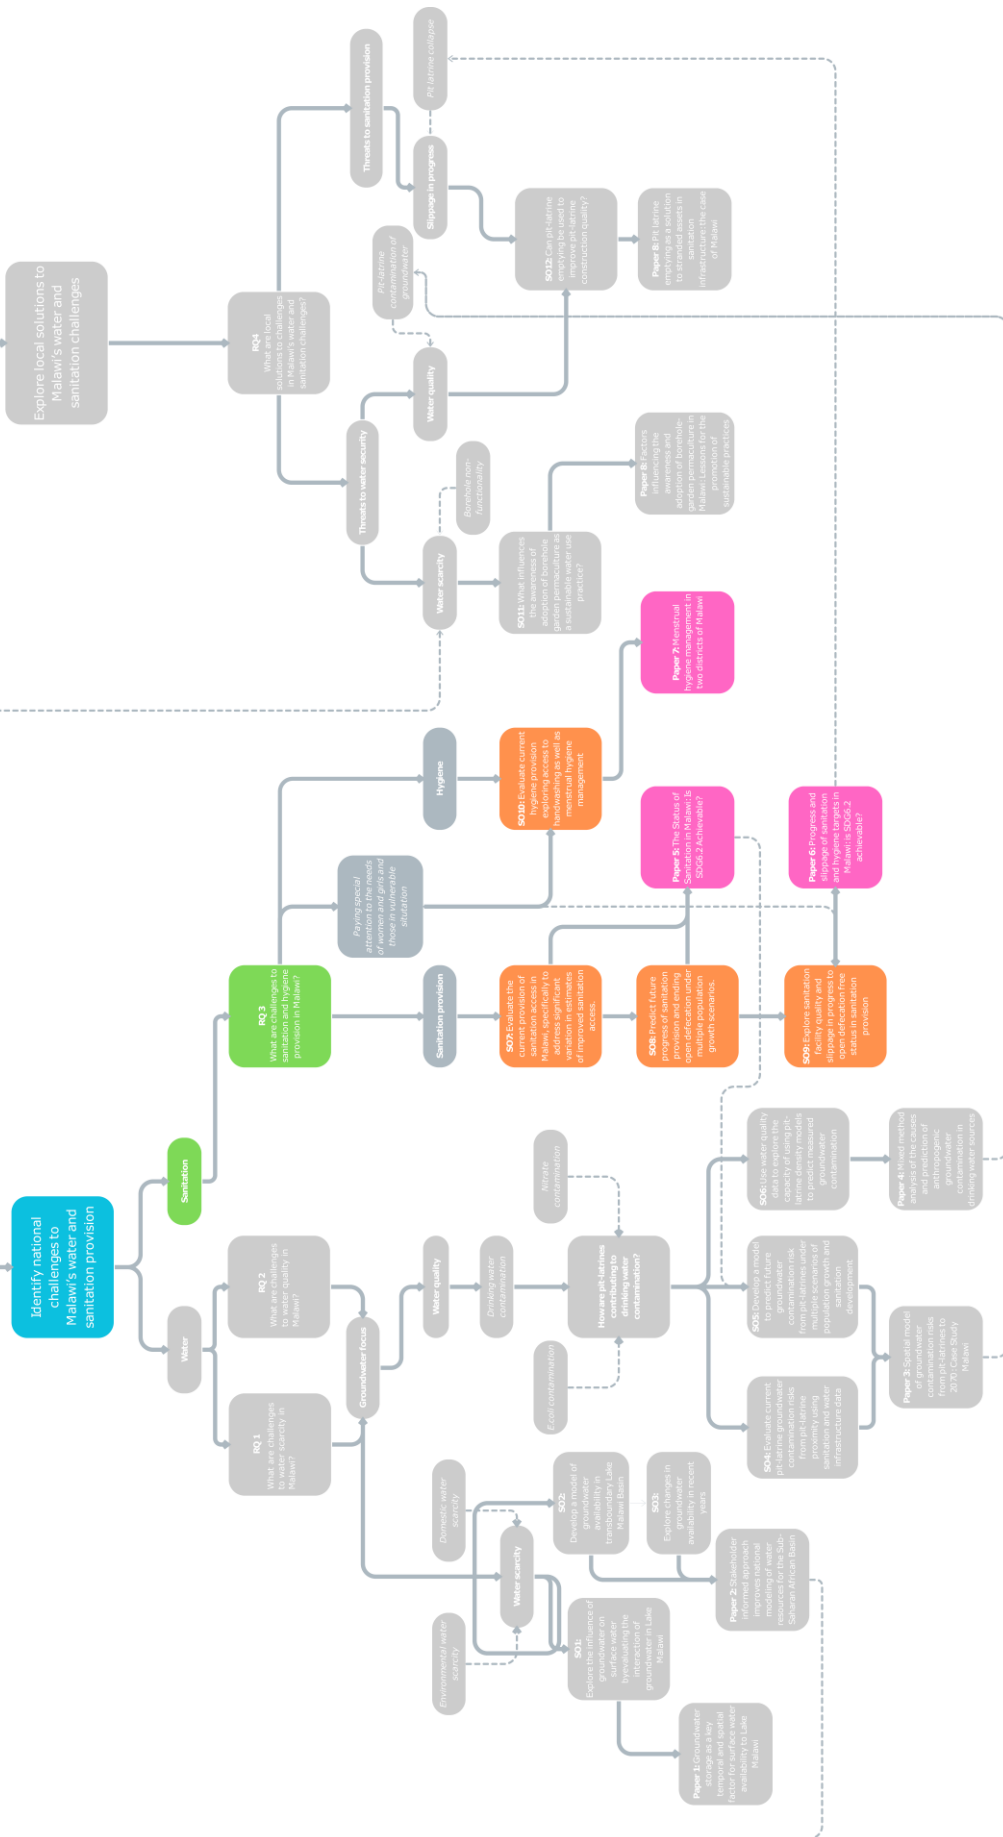 Explore local solutions to
Malawi's water and
sanitation challenges
RQ4
What are local
solutions to challenges
in Malawi's water and
sanitation challenges?
Threats to sanitation provision
Pit latrine collapse
Slippage in progress
Pit-latrine
contamination of
groundwater
Threats to water security
Water quality
Borehole non-
functionality
Water scarcity
SO12: Can pit-latrine
emptying be used to
improve pit-latrine
construction quality?
Paper 8: Pit latrine
emptying as a solution
to stranded assets in
sanitation
infrastructure: the case
of Malawi
SO11: What influences
the awareness of
adoption of borehole
garden permaculture as
a sustainable water use
practice?
Paper 8: Factors
influencing the
awareness and
adoption of borehole-
garden permaculture in
Malawi: Lessons for the
promotion of
sustainable practices
Identify national
challenges to
Malawi's water and
sanitation provision
Sanitation
RQ 3
What are challenges to
sanitation and hygiene
provision in Malawi?
Paying special
attention to the needs
of women and girls and
those in vulnerable
situtation
Hygiene
SO10: Evaluate current
hygiene provision
exploring access to
handwashing as well as
menstrual hygiene
management
Paper 7: Menstrual
hygiene management in
two districts of Malawi
Sanitation provision
SO7: Evaluate the
current provision of
sanitation access in
Malawi, specifically to
address significant
variation in estimates
of improved sanitation
access.
SO8: Predict future
progress of sanitation
provision and ending
open defecation under
multiple population
growth scenarios.
Paper 5: The Status of
Sanitation in Malawi: Is
SDG6.2 Achievable?
SO9: Explore sanitation
facility quality and
slippage in progress to
open defecation free
status in sanitation
provision
Paper 6: Progress and
slippage of sanitation
and hygiene targets in
Malawi: is SDG6.2
achievable?
Water
RQ 1
What are challenges
to water scarcity in
Malawi?
RQ 2
What are challenges
to water quality in
Malawi?
Groundwater focus
Water quality
Drinking water
contamination
E.coli contamination
Nitrate
contamination
How are pit-latrines
contributing to
drinking water
contamination?
SO4: Evaluate current
pit-latrine groundwater
contamination risks
from pit-latrine
proximity using
sanitation and water
infrastructure data
SO5: Develop a model
to predict future
groundwater
contamination risk
from pit-latrines under
multiple scenarios of
population growth and
sanitation
development
SO6: Use water quality
data to explore the
capacity of using pit-
latrine density models
to predict measured
groundwater
contamination
Paper 3: Spatial model
of groundwater
contamination risks
from pit-latrines to
2070: Case Study
Malawi
Paper 4: Mixed method
analysis of the causes
and prediction of
anthropogenic
groundwater
contamination in
drinking water sources
Environmental water
scarcity
Domestic water
scarcity
Water scarcity
SO1:
Explore the influence of
groundwater on
surface water
byevaluating the
interaction of
groundwater in Lake
Malawi
SO2:
Develop a model of
groundwater
availability in
transboundary Lake
Malawi Basin
SO3:
Explore changes in
groundwater
availability in recent
years
Paper 1: Groundwater
storage as a key
temporal and spatial
factor for surface water
availability to Lake
Malawi
Paper 2: Stakeholder
informed approach
improves national
modeling of water
resources for the Sub-
Saharan African Basin